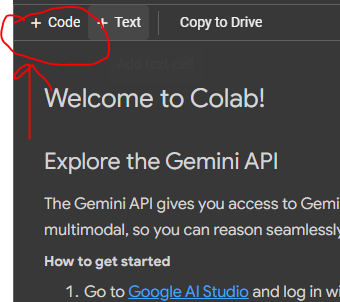 + Code + Text Copy to Drive
Welcome to Colab!
Explore the Gemini API
The Gemini API gives you access to Gemi
multimodal, so you can reason seamlessly
How to get started
1. Go to Google AI Studio and log in wi